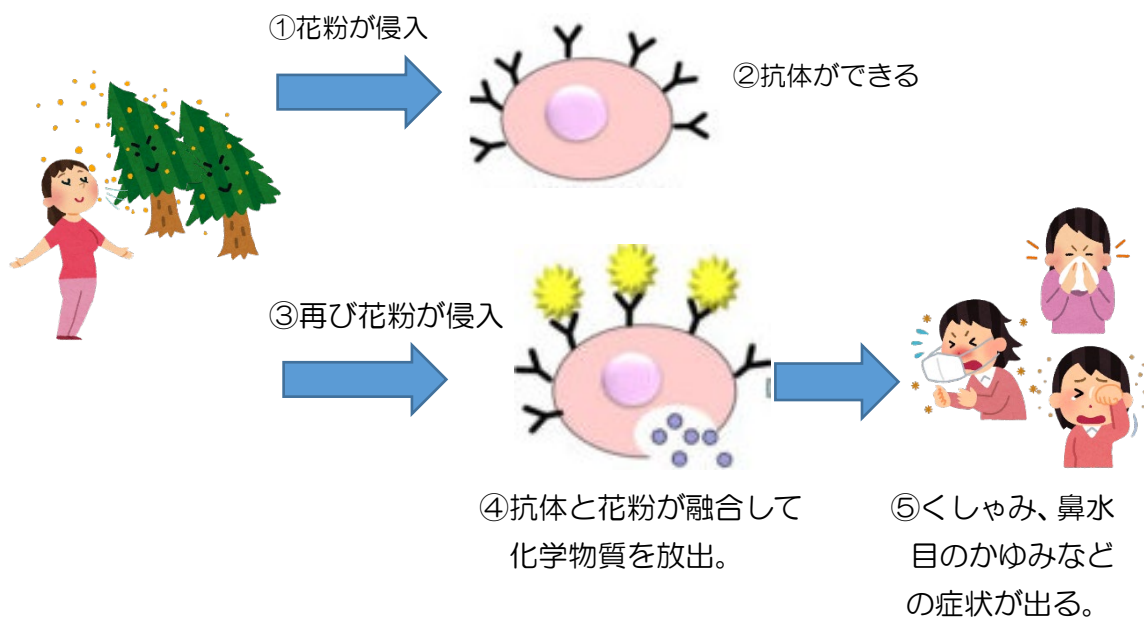 ①花粉が侵入
②抗体ができる
③再び花粉が侵入
④抗体と花粉が融合して
化学物質を放出。
⑤くしゃみ、鼻水
目のかゆみなど
の症状が出る。